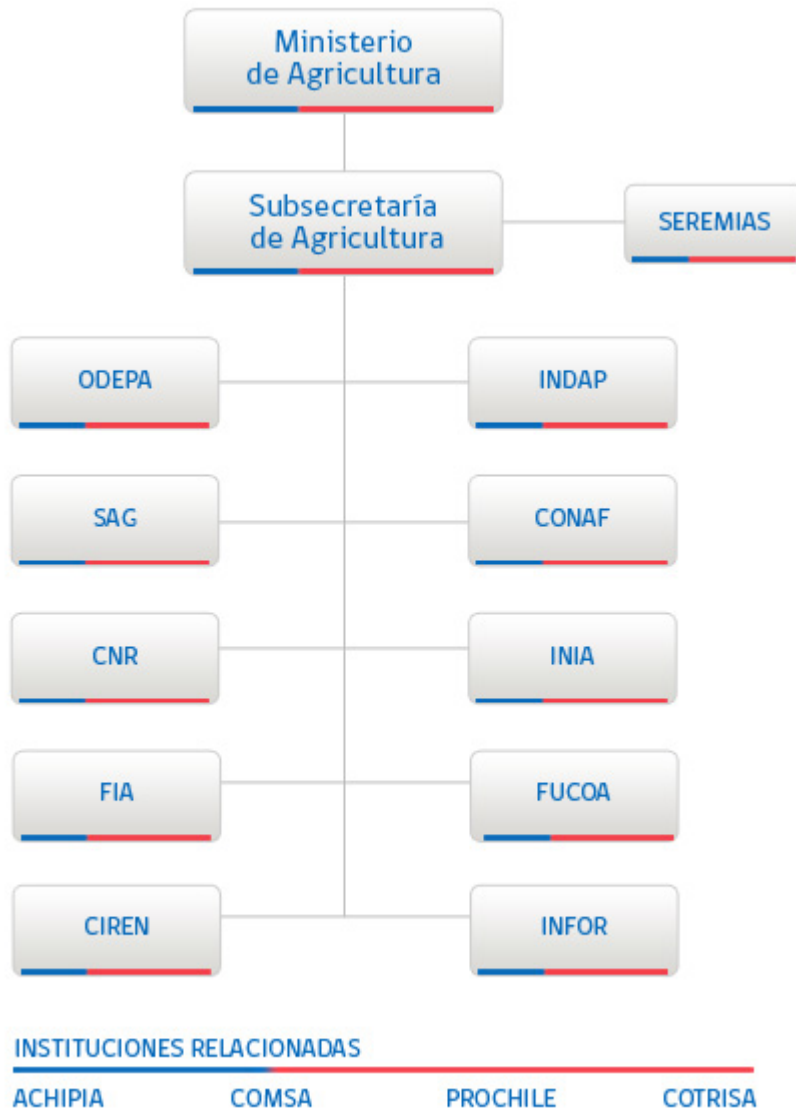 Ministerio
de Agricultura
Subsecretaría
de Agricultura
SEREMIAS
ODEPA
INDAP
SAG
CONAF
CNR
INIA
FIA
FUCOA
CIREN
INFOR
INSTITUCIONES RELACIONADAS
ACHIPIA COMSA PROCHILE COTRISA